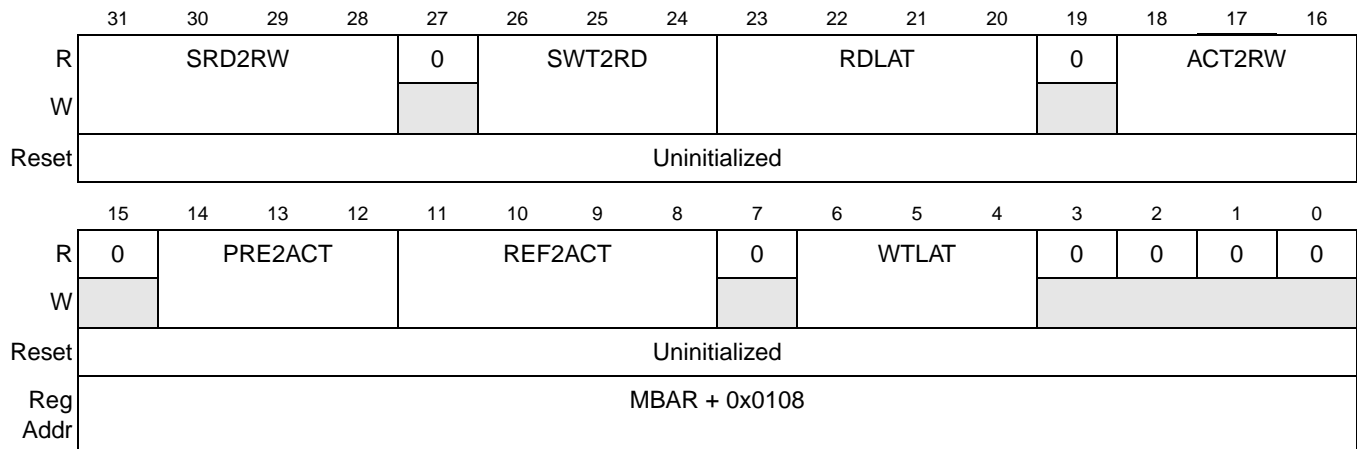 31 30 29 28 27 26 25 24 23 22 21 20 19 18 17 16
R SRD2RW 0 SWT2RD RDLAT 0 ACT2RW
W
Reset Uninitialized
15 14 13 12 11 10 9 8 7 6 5 4 3 2 1 0
R 0 PRE2ACT REF2ACT 0 WTLAT 0 0 0 0
W
Reset Uninitialized
Reg MBAR + 0x0108
Addr